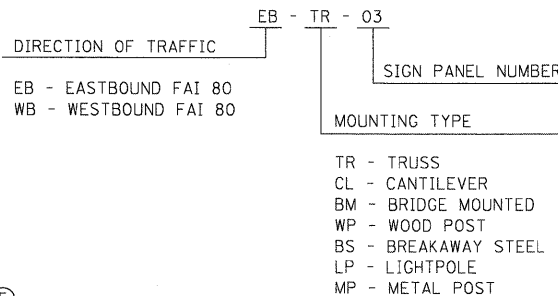 EB - TR - 03
DIRECTION OF TRAFFIC
SIGN PANEL NUMBER
EB - EASTBOUND FAI 80
WB - WESTBOUND FAI 80
MOUNTING TYPE
TR - TRUSS
CL - CANTILEVER
BM - BRIDGE MOUNTED
WP - WOOD POST
BS - BREAKAWAY STEEL
LP - LIGHTPOLE
MP - METAL POST